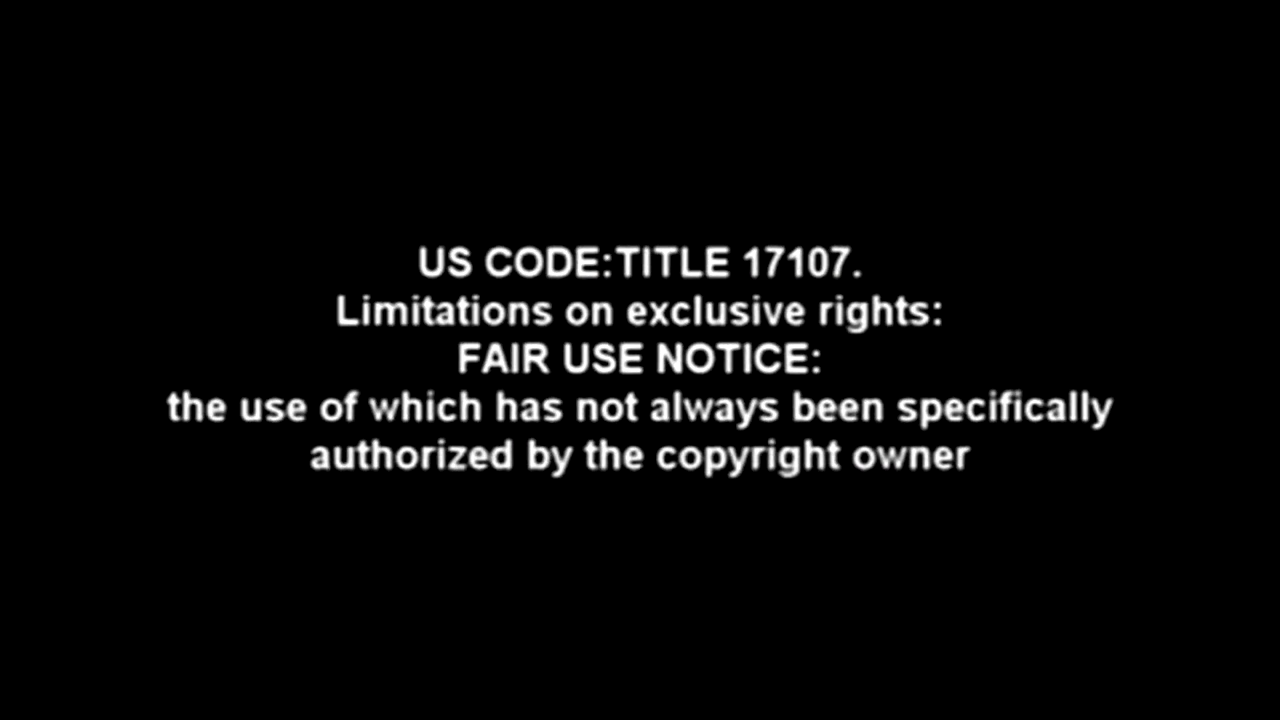 US CODE:TITLE 17107.
Limitations on exclusive rights:
FAIR USE NOTICE:
the use of which has not always been specifically
authorized by the copyright owner